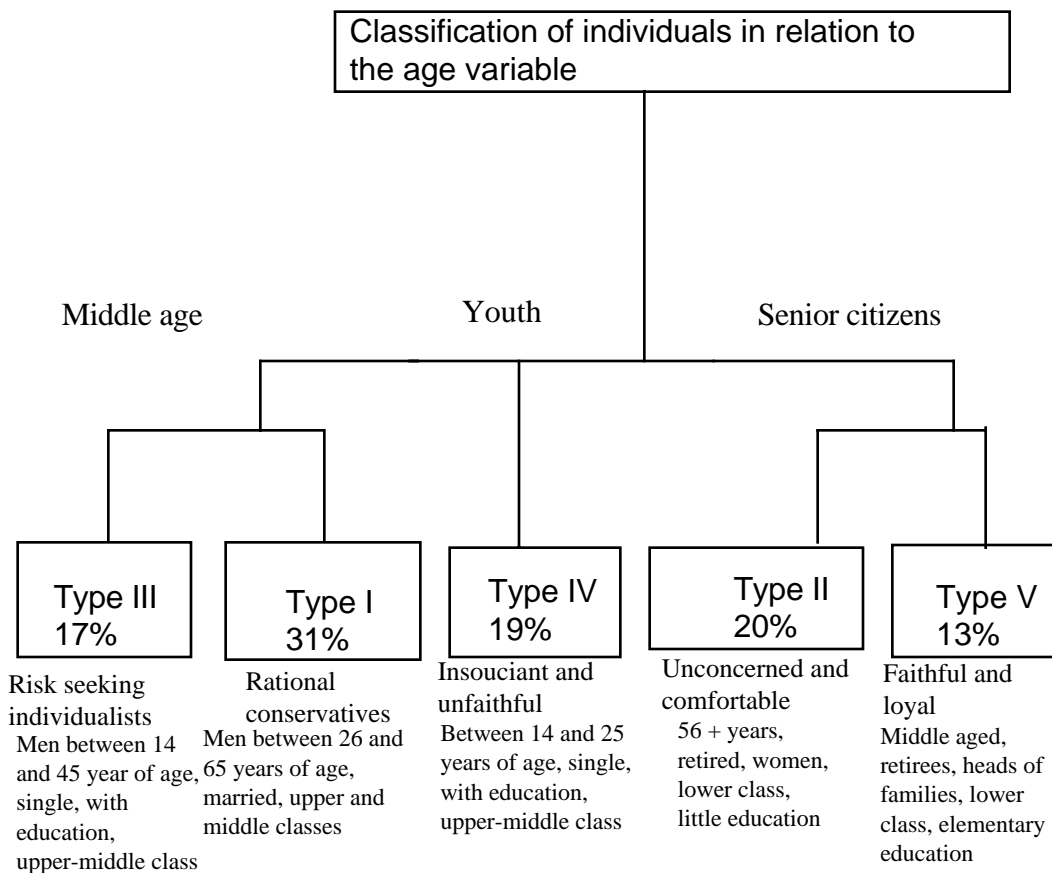 Classification of individuals in relation to
the age variable
Middle age
Youth
Senior citizens
Type III
17%
Risk seeking
individualists
Men between 14
and 45 year of age,
single, with
education,
upper-middle class
Type I
31%
Rational
conservatives
Men between 26 and
65 years of age,
married, upper and
middle classes
Type IV
19%
Insouciant and
unfaithful
Between 14 and 25
years of age, single,
with education,
upper-middle class
Type II
20%
Unconcerned and
comfortable
56 + years,
retired, women,
lower class,
little education
Type V
13%
Faithful and
loyal
Middle aged,
retirees, heads of
families, lower
class, elementary
education